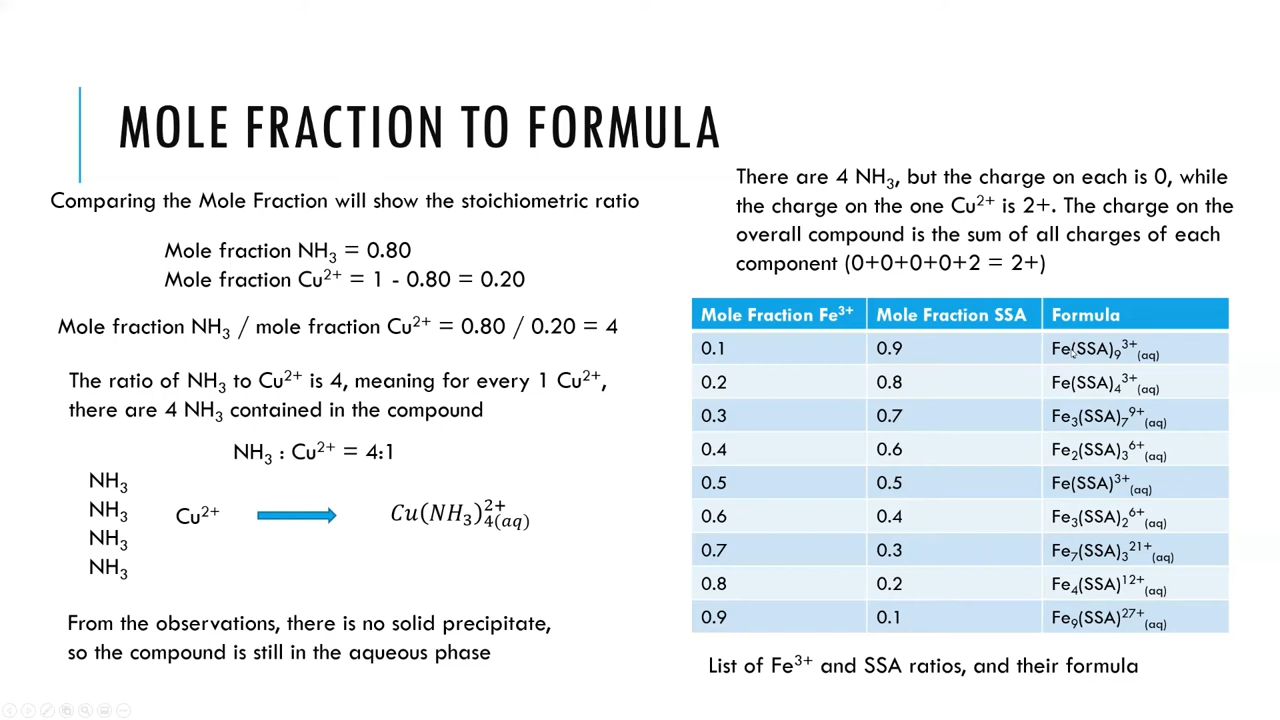 MOLE FRACTION TO FORMULA
Comparing the Mole Fraction will show the stoichiometric ratio
Mole fraction NH₃ = 0.80
Mole fraction Cu²⁺ = 1 - 0.80 = 0.20
Mole fraction NH₃ / mole fraction Cu²⁺ = 0.80 / 0.20 = 4
The ratio of NH₃ to Cu²⁺ is 4, meaning for every 1 Cu²⁺,
there are 4 NH₃ contained in the compound
NH₃ : Cu²⁺ = 4:1
NH₃
NH₃
NH₃
NH₃
Cu²⁺
Cu(NH₃)₄²⁺(aq)
From the observations, there is no solid precipitate,
so the compound is still in the aqueous phase
There are 4 NH₃, but the charge on each is 0, while
the charge on the one Cu²⁺ is 2+. The charge on the
overall compound is the sum of all charges of each
component (0+0+0+0+2 = 2+)
Mole Fraction Fe³⁺ Mole Fraction SSA Formula
0.1 0.9 Fe(SSA)₉³⁺(aq)
0.2 0.8 Fe(SSA)₄³⁺(aq)
0.3 0.7 Fe₃(SSA)₇⁹⁺(aq)
0.4 0.6 Fe₂(SSA)₃⁶⁺(aq)
0.5 0.5 Fe(SSA)³⁺(aq)
0.6 0.4 Fe₃(SSA)₂⁶⁺(aq)
0.7 0.3 Fe₇(SSA)₃²¹⁺(aq)
0.8 0.2 Fe₄(SSA)¹²⁺(aq)
0.9 0.1 Fe₉(SSA)²⁷⁺(aq)
List of Fe³⁺ and SSA ratios, and their formula